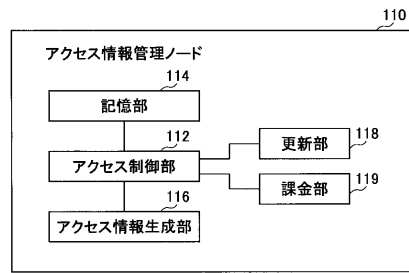 110
アクセス情報管理ノード
114
記憶部
112
アクセス制御部
118
更新部
119
課金部
116
アクセス情報生成部